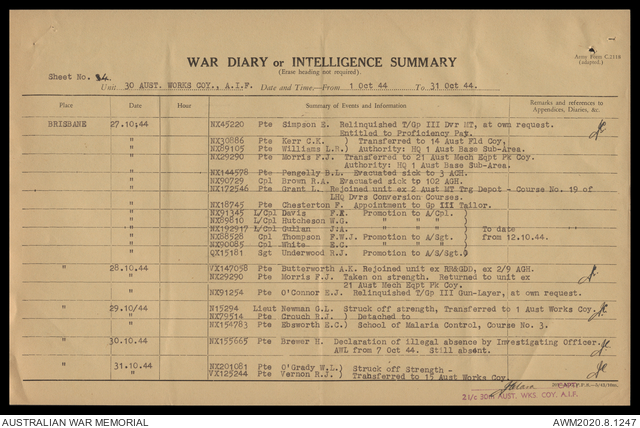 Army Form C.2118
(adapted.)
WAR DIARY or INTELLIGENCE SUMMARY
(Erase heading not required).
Sheet No. 4.
Unit 30 AUST. WORKS COY., A.I.F. Date and Time:—From 1 Oct 44 To 31 Oct 44.
Place Date Hour Summary of Events and Information Remarks and references to Appendices, Diaries, &c.
BRISBANE 27.10.44 NX45220 Pte Simpson E. Relinquished T/Gp III Dvr MT, at own request.
Entitled to Proficiency Pay.
" NX30886 Pte Kerr C.K. ) Transferred to 14 Aust Fld Coy,
" NX89105 Pte Williams L.R.) Authority: HQ 1 Aust Base Sub-Area.
" NX29290 Pte Morris F.J. Transferred to 21 Aust Mech Eqpt Pk Coy.
Authority: HQ 1 Aust Base Sub-Area.
" NX144578 Pte Pengelly B.L. Evacuated sick to 3 ACH.
" NX90729 Cpl Brown R.A. Evacuated sick to 102 AGH.
" NX172546 Pte Grant L. Rejoined unit ex 2 Aust MT Trg Depot - Course No. 19 of
LHQ Dvrs Conversion Courses.
" NX18745 Pte Chesterton F. Appointment to Gp III Tailor.
" NX91345 L/Cpl Davis F.K. Promotion to A/Cpl. )
" NX89810 L/Cpl Hutcheson W.G. " " " )
" NX192917 L/Cpl Gullan J.A. " " " ) To date
" NX88528 Cpl Thompson F.W.J. Promotion to A/Sgt. ) from 12.10.44.
" NX90085 Cpl White E.C. " " " )
" QX15181 Sgt Underwood R.J. Promotion to A/S/Sgt.)
" 28.10.44 VX147058 Pte Butterworth A.K. Rejoined unit ex RR&GDD, ex 2/9 AGH.
" NX29290 Pte Morris F.J. Taken on strength. Returned to unit ex
21 Aust Mech Eqpt Pk Coy.
" NX91254 Pte O'Connor E.J. Relinquished T/Gp III Gun-Layer, at own request.
" 29.10/44 N15294 Lieut Newman G.L. Struck off strength, Transferred to 1 Aust Works Coy.
" NX79514 Pte Crouch R.J. ) Detached to
" NX154783 Pte Ebsworth E.C.) School of Malaria Control, Course No. 3.
" 30.10.44 NX155665 Pte Brewer H. Declaration of illegal absence by Investigating Officer.
AWL from 7 Oct 44. Still absent.
" 31.10.44 NX201081 Pte O'Grady W.L.) Struck off Strength -
" VX125244 Pte Vernon R.J. ) Transferred to 15 Aust Works Coy.
CAPT.
30th AUST. WKS COY. A.I.F.
AUSTRALIAN WAR MEMORIAL AWM2020.8.1247